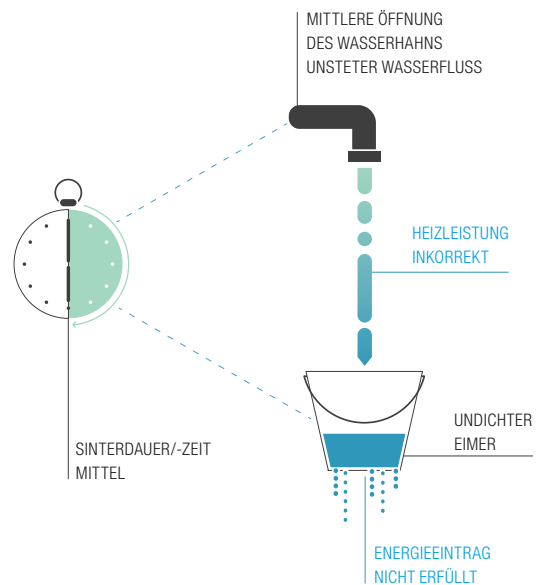 MITTLERE ÖFFNUNG
DES WASSERHAHNS
UNSTETER WASSERFLUSS
HEIZLEISTUNG
INKORREKT
UNDICHTER
EIMER
SINTERDAUER/-ZEIT
MITTEL
ENERGIEEINTRAG
NICHT ERFÜLLT